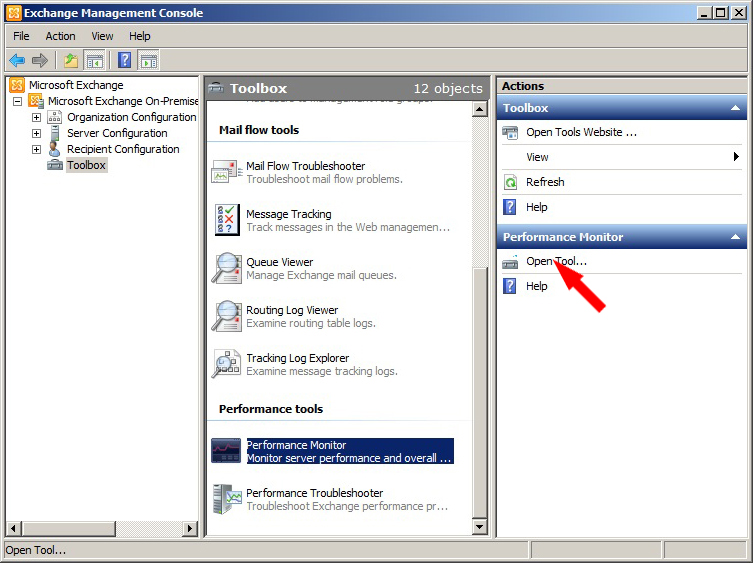 Exchange Management Console
File Action View Help
Microsoft Exchange
Microsoft Exchange On-Premise
Organization Configuration
Server Configuration
Recipient Configuration
Toolbox
Toolbox 12 objects
Mail flow tools
Mail Flow Troubleshooter
Troubleshoot mail flow problems.
Message Tracking
Track messages in the Web managemen...
Queue Viewer
Manage Exchange mail queues.
Routing Log Viewer
Examine routing table logs.
Tracking Log Explorer
Examine message tracking logs.
Performance tools
Performance Monitor
Monitor server performance and overall ...
Performance Troubleshooter
Troubleshoot Exchange performance pr...
Actions
Toolbox
Open Tools Website ...
View
Refresh
Help
Performance Monitor
Open Tool...
Help
Open Tool...